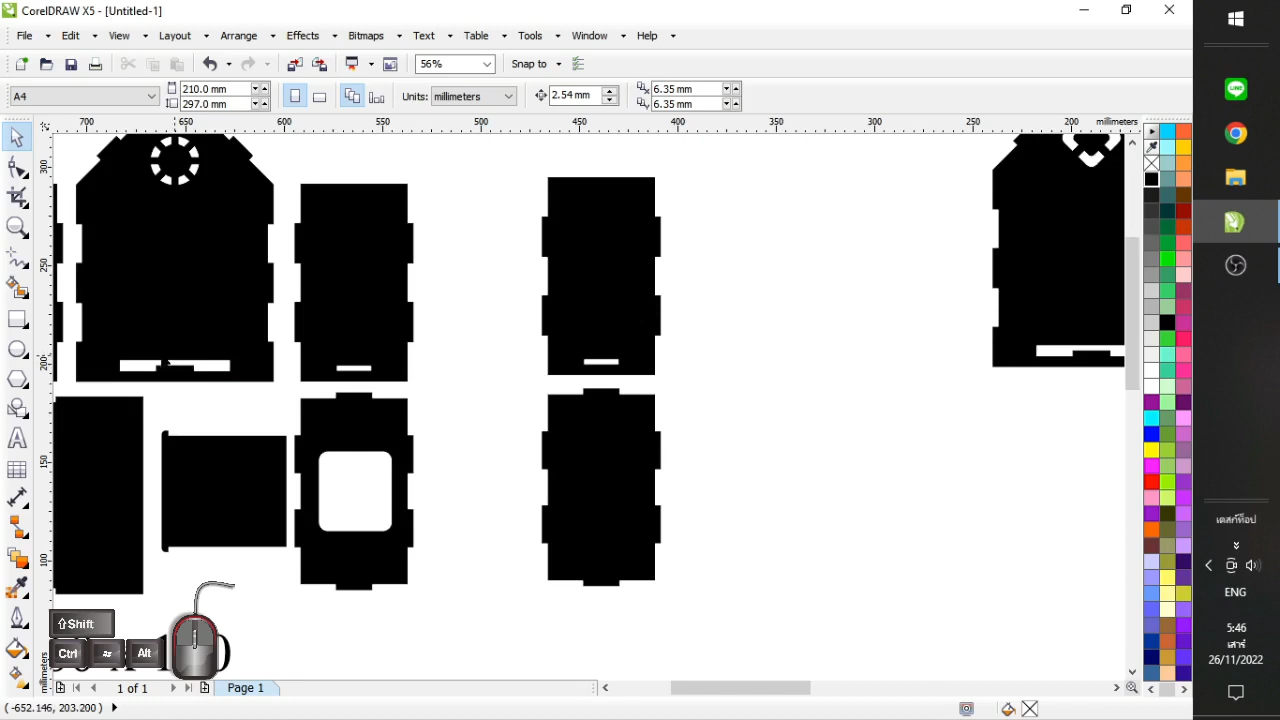 CorelDRAW X5 - [Untitled-1]
File Edit View Layout Arrange Effects Bitmaps Text Table Tools Window Help
56% Snap to
A4 210.0 mm 297.0 mm Units: millimeters 2.54 mm 6.35 mm 6.35 mm
700 650 600 550 500 450 400 350 300 250 200 millimeters
300
250
200
150
100
millimeters
Shift
Ctrl Alt
1 of 1 Page 1
(-652.146, 203.200)
เดสก์ท็อป
ENG
5:46
เสาร์
26/11/2022